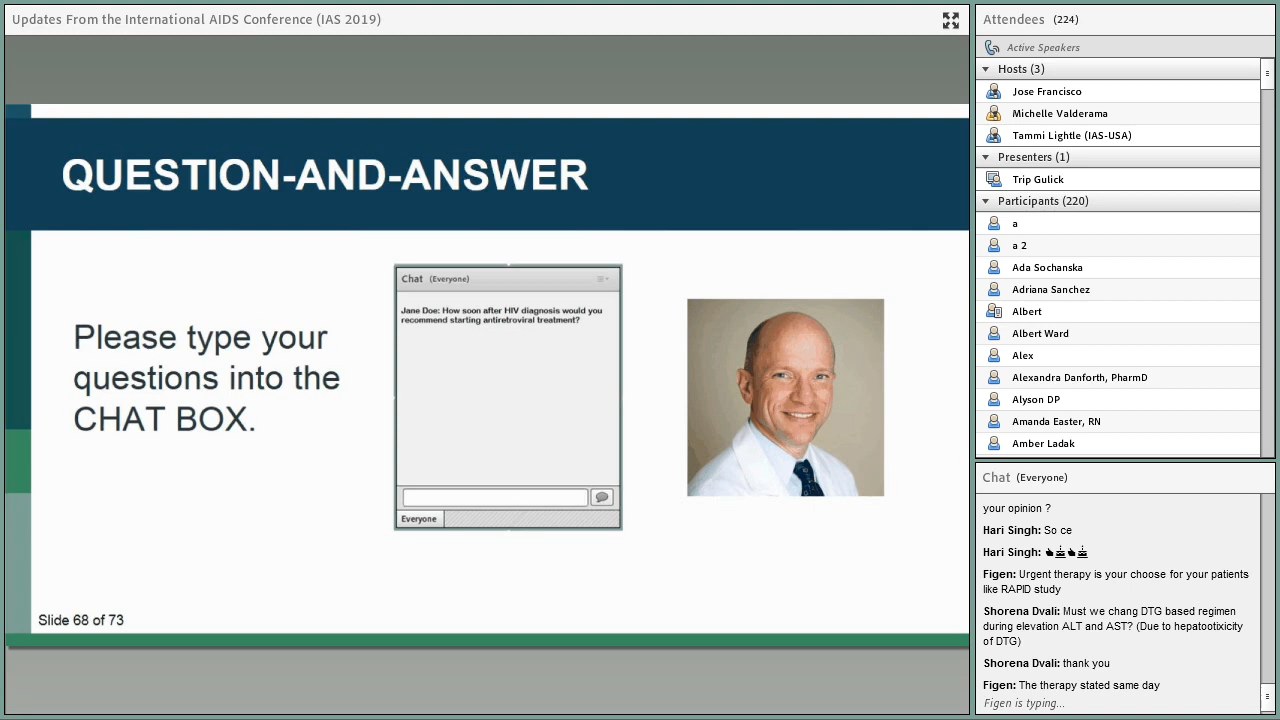 Updates From the International AIDS Conference (IAS 2019)
QUESTION-AND-ANSWER
Please type your
questions into the
CHAT BOX.
Chat (Everyone)
Jane Doe: How soon after HIV diagnosis would you
recommend starting antiretroviral treatment?
Everyone
Slide 68 of 73
Attendees (224)
Active Speakers
Hosts (3)
Jose Francisco
Michelle Valderama
Tammi Lightle (IAS-USA)
Presenters (1)
Trip Gulick
Participants (220)
a
a 2
Ada Sochanska
Adriana Sanchez
Albert
Albert Ward
Alex
Alexandra Danforth, PharmD
Alyson DP
Amanda Easter, RN
Amber Ladak
Chat (Everyone)
your opinion ?
Hari Singh: So ce
Hari Singh:
Figen: Urgent therapy is your choose for your patients
like RAPID study
Shorena Dvali: Must we chang DTG based regimen
during elevation ALT and AST? (Due to hepatootixicity
of DTG)
Shorena Dvali: thank you
Figen: The therapy stated same day
Figen is typing...